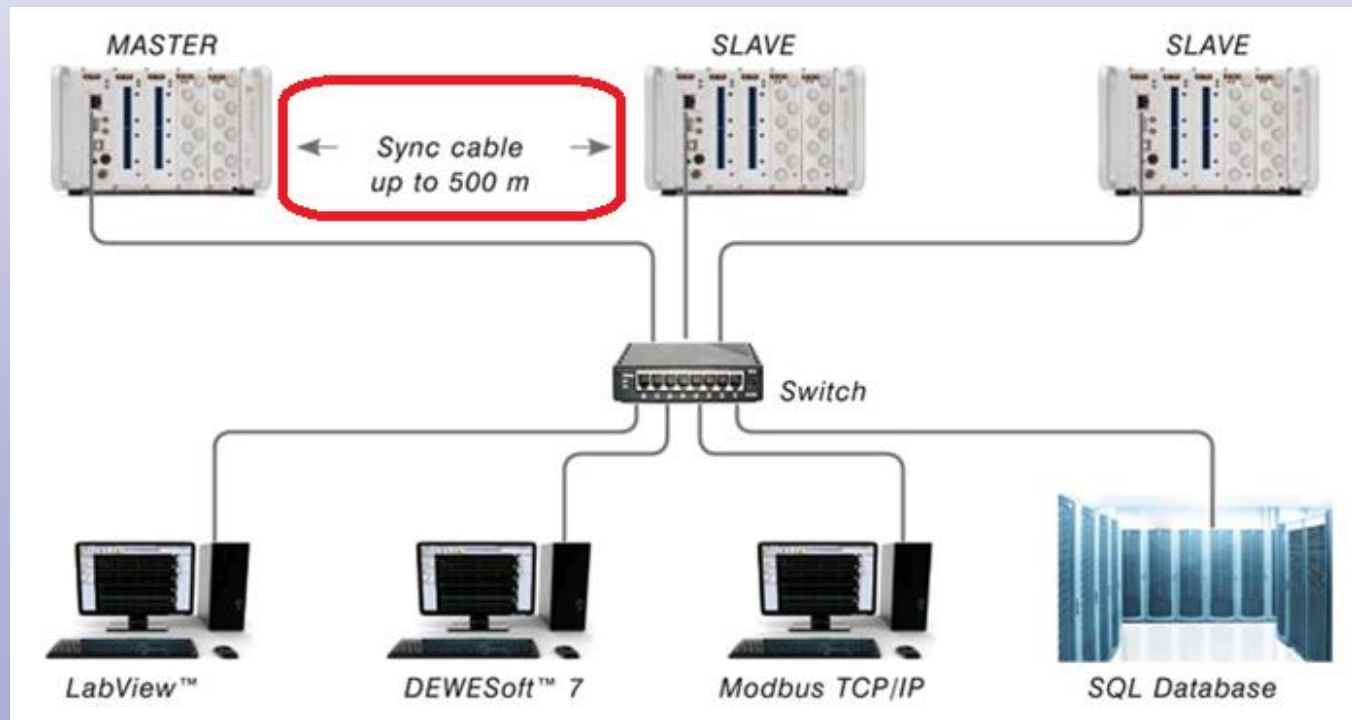 MASTER
SLAVE
SLAVE
Sync cable
up to 500 m
Switch
LabView™
DEWESoft™ 7
Modbus TCP/IP
SQL Database